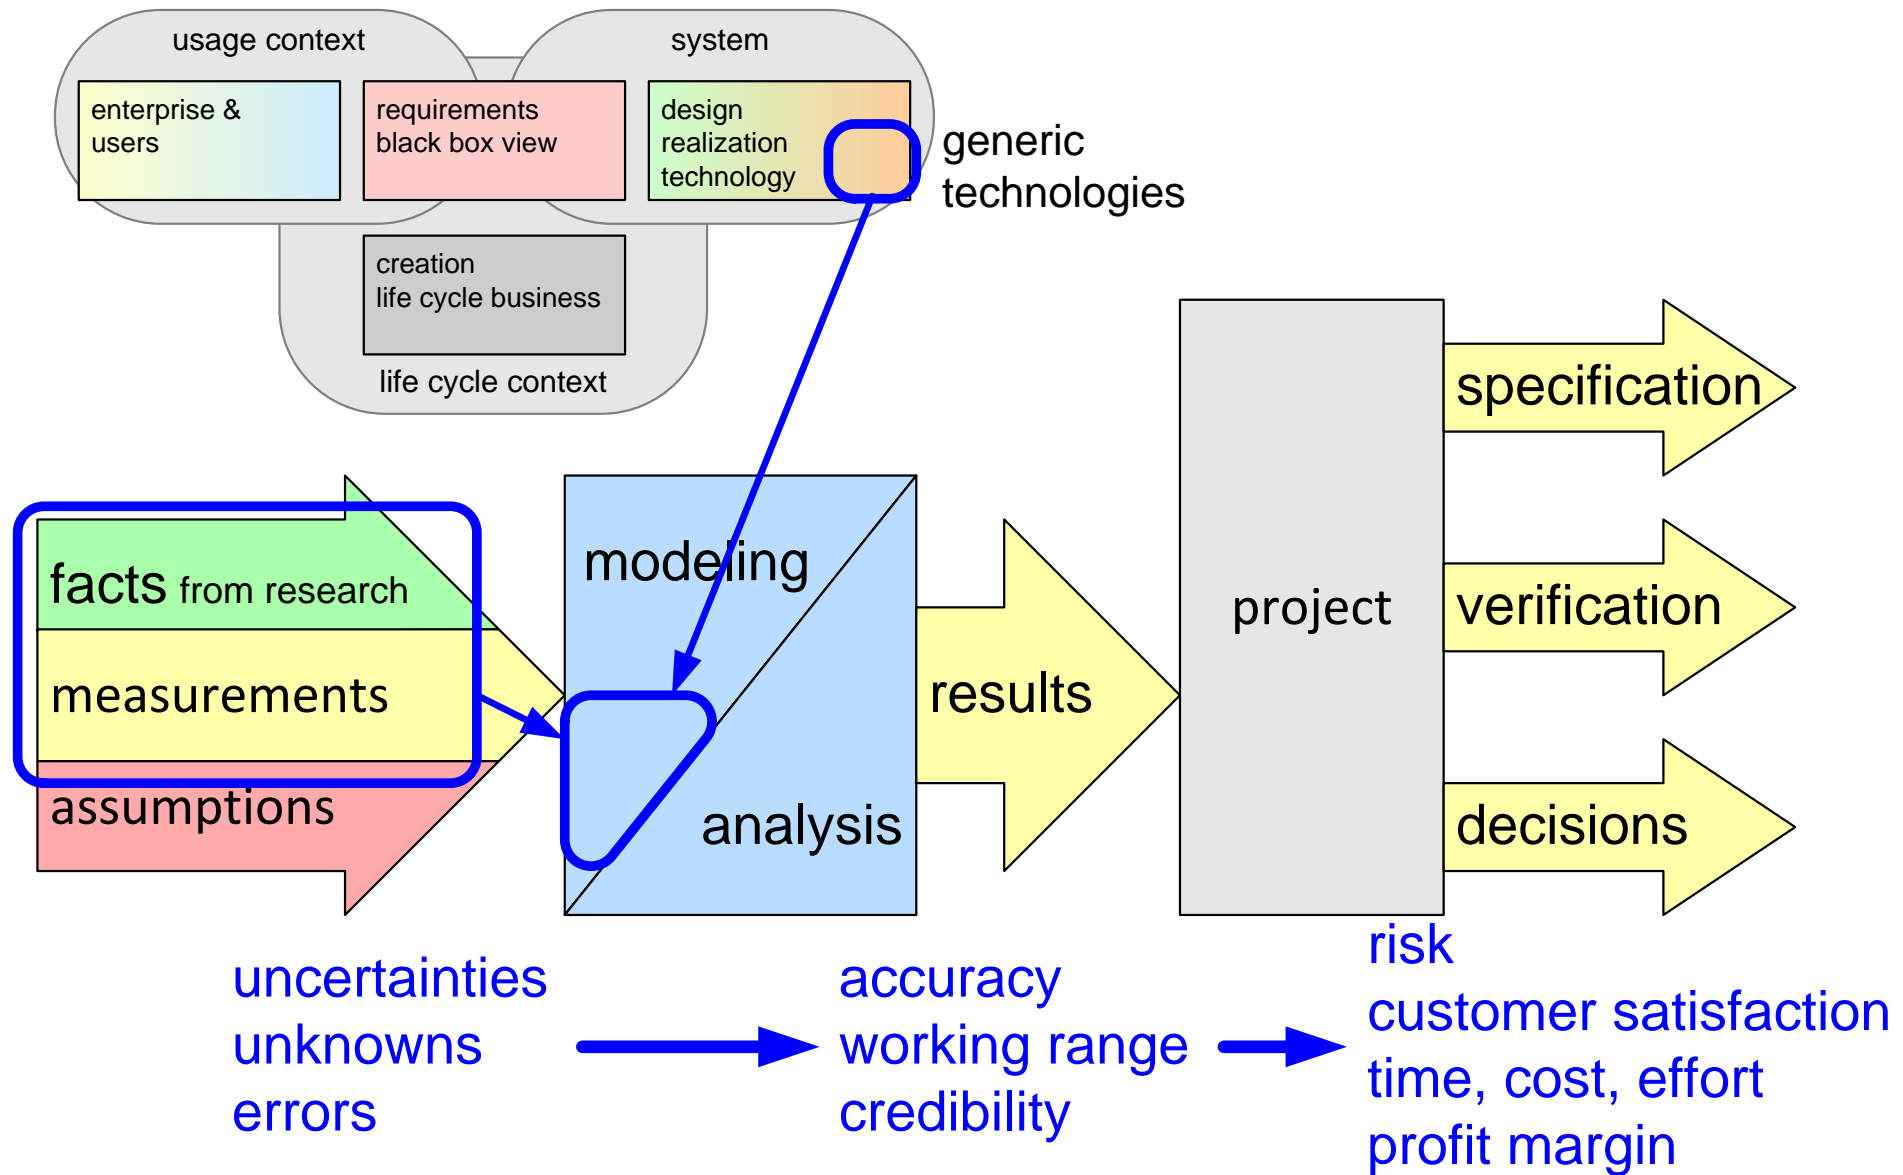 usage context
system
enterprise &
users
requirements
black box view
design
realization
technology
generic
technologies
creation
life cycle business
life cycle context
facts from research
measurements
assumptions
modeling
analysis
results
project
specification
verification
decisions
uncertainties
unknowns
errors
accuracy
working range
credibility
risk
customer satisfaction
time, cost, effort
profit margin